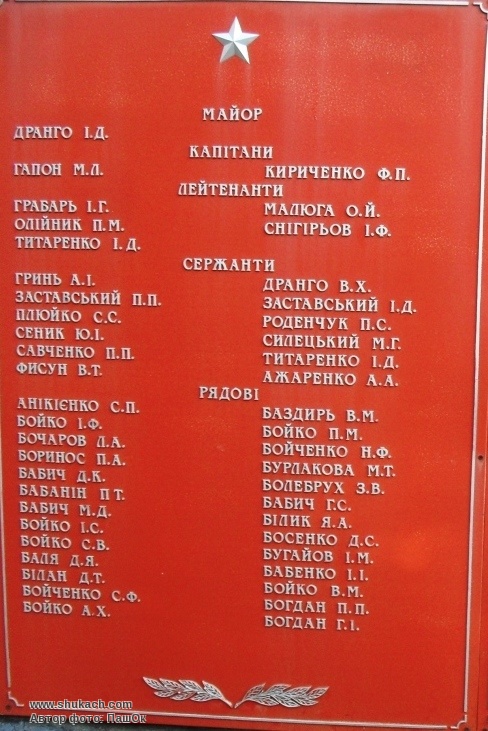 МАЙОР
ДРАНГО І.Д.
КАПІТАНИ
ГАПОН М.Л.
КИРИЧЕНКО Ф.П.
ЛЕЙТЕНАНТИ
ГРАБАРЬ І.Г.
ОЛІЙНИК П.М.
ТИТАРЕНКО І.Д.
МАЛЮГА О.Й.
СНІГІРЬОВ І.Ф.
СЕРЖАНТИ
ГРИНЬ А.І.
ЗАСТАВСЬКИЙ П.П.
ПЛЮЙКО С.С.
СЕНИК Ю.І.
САВЧЕНКО П.П.
ФИСУН В.Т.
ДРАНГО В.Х.
ЗАСТАВСЬКИЙ І.Д.
РОДЕНЧУК П.С.
СИЛЕЦЬКИЙ М.Г.
ТИТАРЕНКО І.Д.
АЖАРЕНКО А.А.
РЯДОВІ
АНІКІЄНКО С.П.
БОЙКО І.Ф.
БОЧАРОВ Л.А.
БОРИНОС П.А.
БАБИЧ Д.К.
БАБАНІН П Т.
БАБИЧ М.Д.
БОЙКО І.С.
БОЙКО С.В.
БАЛЯ Д.Я.
БІЛАН Д.Т.
БОЙЧЕНКО С.Ф.
БОЙКО А.Х.
БАЗДИРЬ В.М.
БОЙКО П.М.
БОЙЧЕНКО Н.Ф.
БУРЛАКОВА М.Т.
БОЛЕБРУХ З.В.
БАБИЧ Г.С.
БІЛИК Я.А.
БОСЕНКО Д.С.
БУГАЙОВ І.М.
БАБЕНКО І.І.
БОЙКО В.М.
БОГДАН П.П.
БОГДАН Г.І.
www.shukach.com
Автор фото: ПашОк